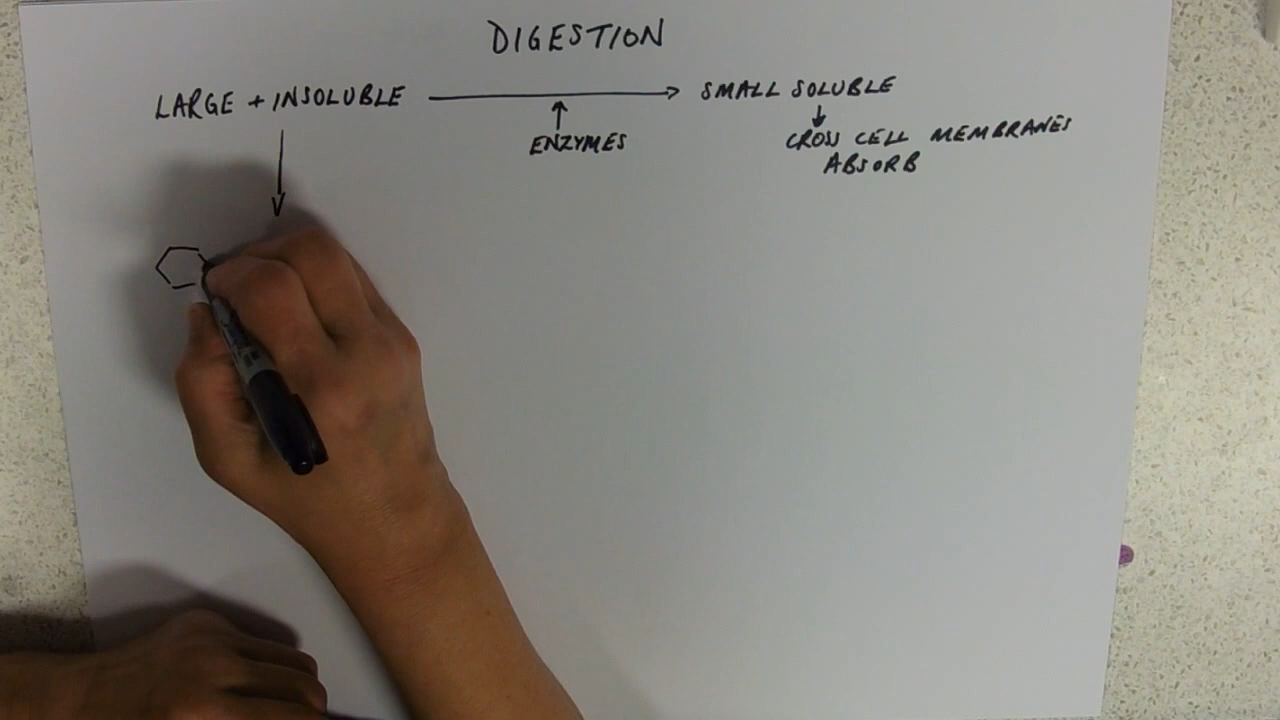 DIGESTION
LARGE + INSOLUBLE
SMALL SOLUBLE
ENZYMES
CROSS CELL MEMBRANES
ABSORB